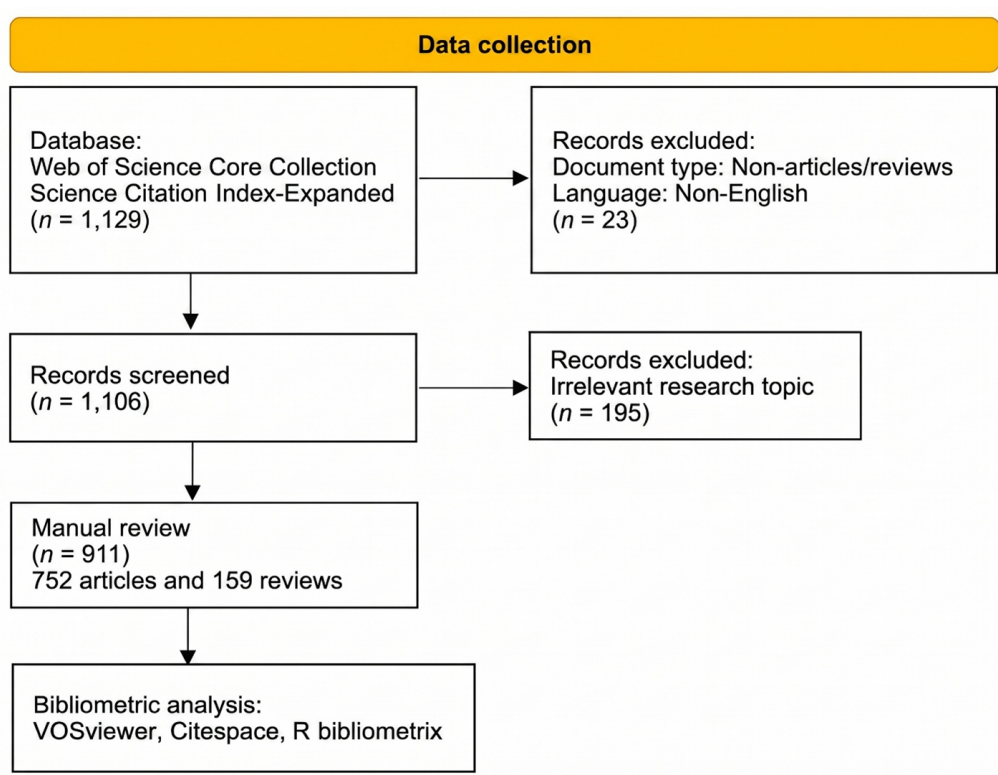 Data collection
Database:
Web of Science Core Collection
Science Citation Index-Expanded
(n = 1,129)
Records excluded:
Document type: Non-articles/reviews
Language: Non-English
(n = 23)
Records screened
(n = 1,106)
Records excluded:
Irrelevant research topic
(n = 195)
Manual review
(n = 911)
752 articles and 159 reviews
Bibliometric analysis:
VOSviewer, Citespace, R bibliometrix